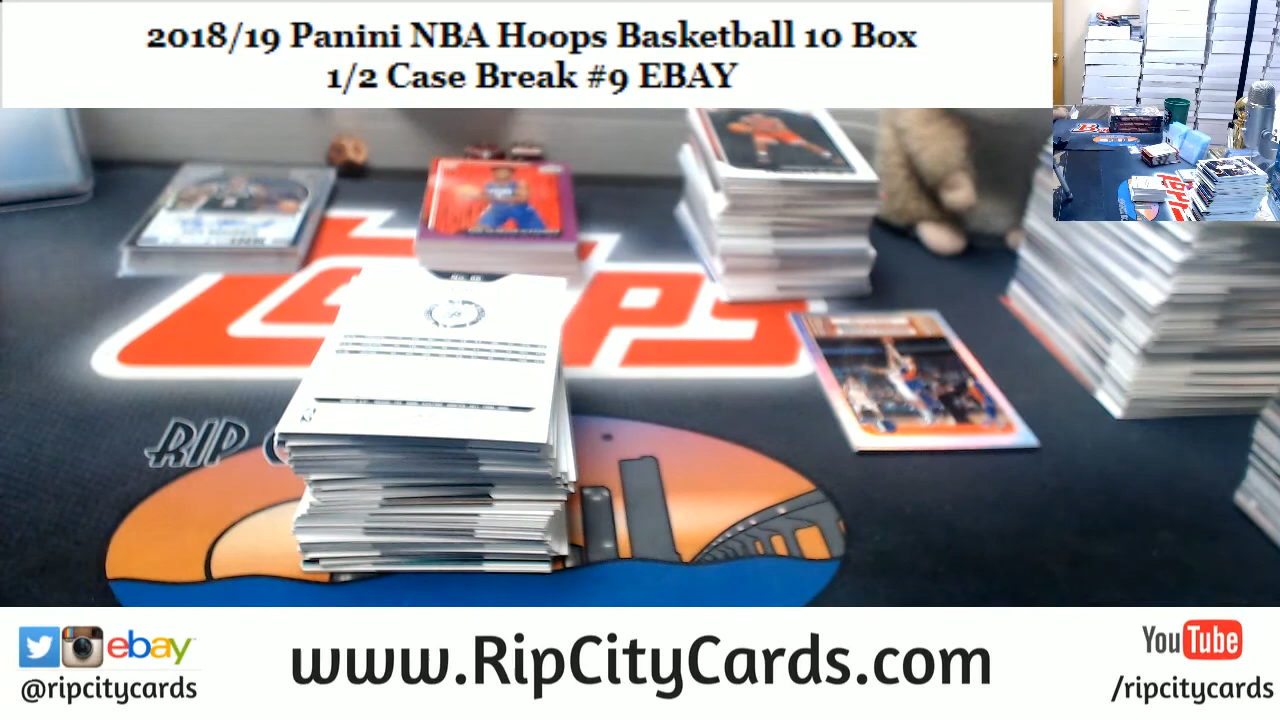 2018/19 Panini NBA Hoops Basketball 10 Box
1/2 Case Break #9 EBAY
RIP
ebay
@ripcitycards
www.RipCityCards.com
YouTube
/ripcitycards